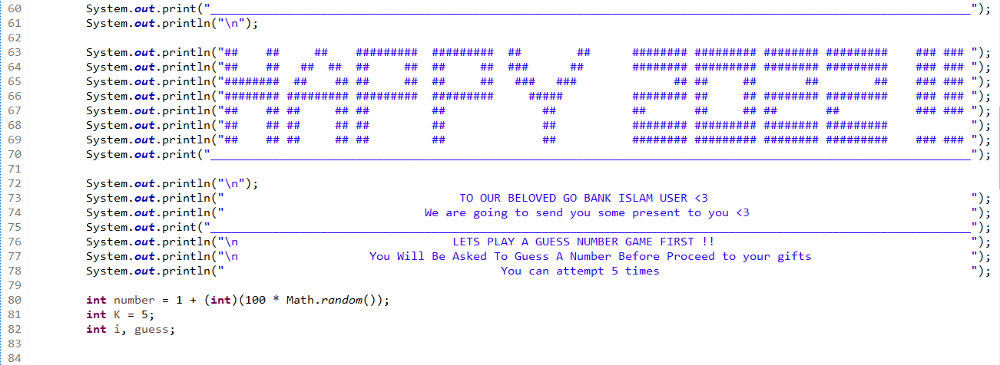 60 System.out.print("______________________________________________________________________________________________________________");
61 System.out.println("\n");
62
63 System.out.println("##    ##     ##    #########  #########  ##        ##      ######## ######### ######## #########    ### ### ");
64 System.out.println("##    ##   ##  ##  ##     ##  ##     ##  ###      ##       ######## ######### ######## #########    ### ### ");
65 System.out.println("########  ##    ## ##     ##  ##     ##   ###   ###              ## ##     ##       ##        ##    ### ### ");
66 System.out.println("######## ######### #########  #########     #####          ######## ##     ## ######## #########    ### ### ");
67 System.out.println("##    ## ##     ## ##         ##              ##           ##       ##     ## ##       ##           ### ### ");
68 System.out.println("##    ## ##     ## ##         ##              ##           ######## ######### ######## #########            ");
69 System.out.println("##    ## ##     ## ##         ##              ##           ######## ######### ######## #########    ### ### ");
70 System.out.print("______________________________________________________________________________________________________________");
71
72 System.out.println("\n");
73 System.out.println("                                  TO OUR BELOVED GO BANK ISLAM USER <3                                      ");
74 System.out.println("                             We are going to send you some present to you <3                                ");
75 System.out.print("______________________________________________________________________________________________________________");
76 System.out.println("\n                               LETS PLAY A GUESS NUMBER GAME FIRST !!                                     ");
77 System.out.println("\n                   You Will Be Asked To Guess A Number Before Proceed to your gifts                       ");
78 System.out.println("                                        You can attempt 5 times                                             ");
79
80 int number = 1 + (int)(100 * Math.random());
81 int K = 5;
82 int i, guess;
83
84